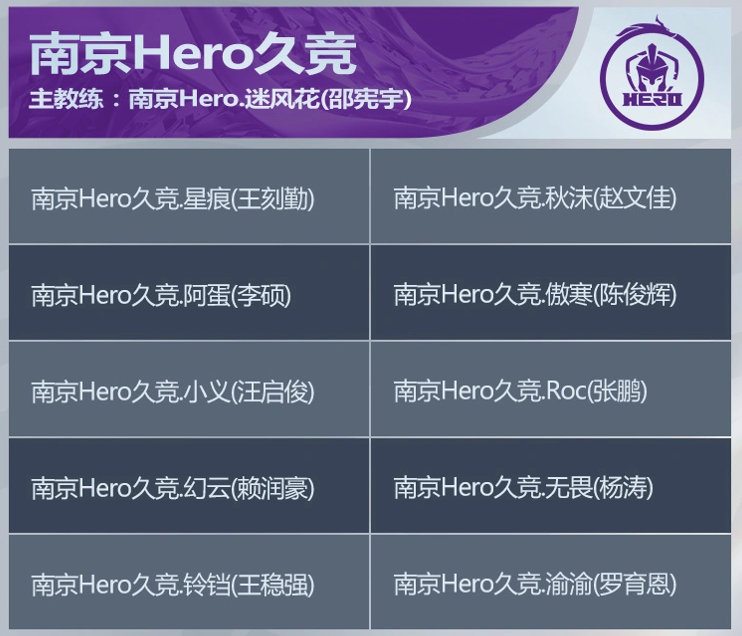 南京Hero久竞
主教练：南京Hero.迷风花(邵宪宇)
HERO
南京Hero久竞.星痕(王刻勤)
南京Hero久竞.秋沫(赵文佳)
南京Hero久竞.阿蛋(李硕)
南京Hero久竞.傲寒(陈俊辉)
南京Hero久竞.小义(汪启俊)
南京Hero久竞.Roc(张鹏)
南京Hero久竞.幻云(赖润豪)
南京Hero久竞.无畏(杨涛)
南京Hero久竞.铃铛(王稳强)
南京Hero久竞.渝渝(罗育恩)